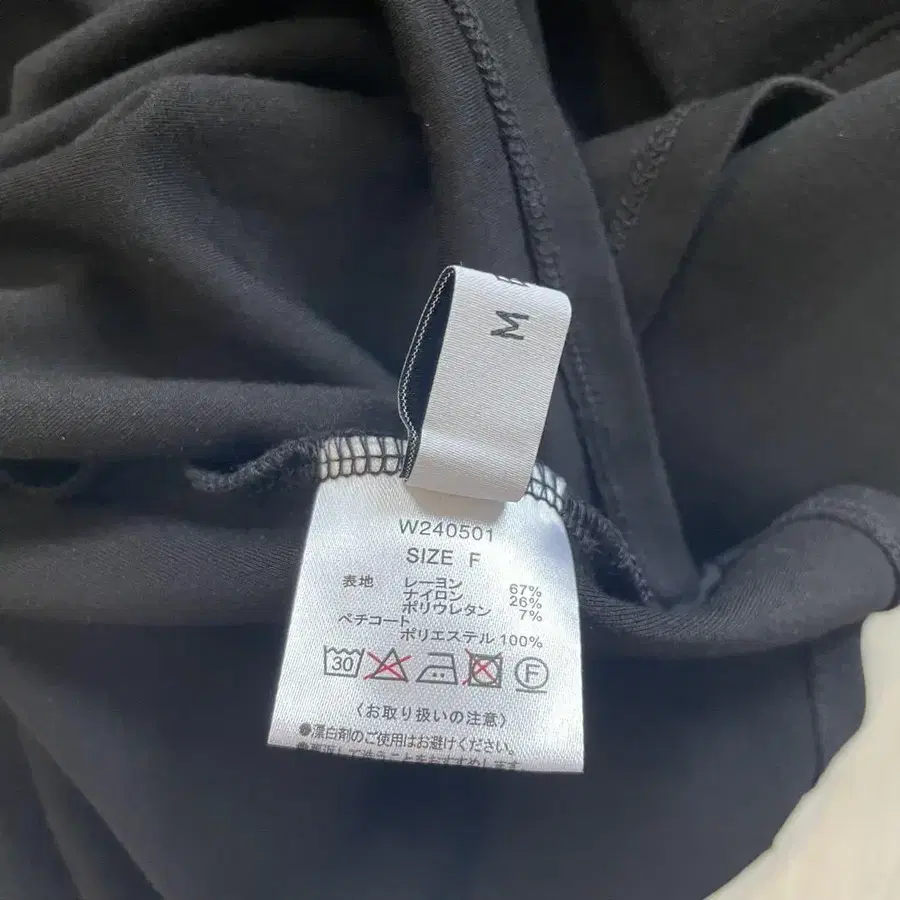 M
W240501
SIZE F
表地 レーヨン 67%
ナイロン 26%
ポリウレタン 7%
ペチコート
ポリエステル 100%
30 F
〈お取り扱いの注意〉
●漂白剤のご使用はお避けください。